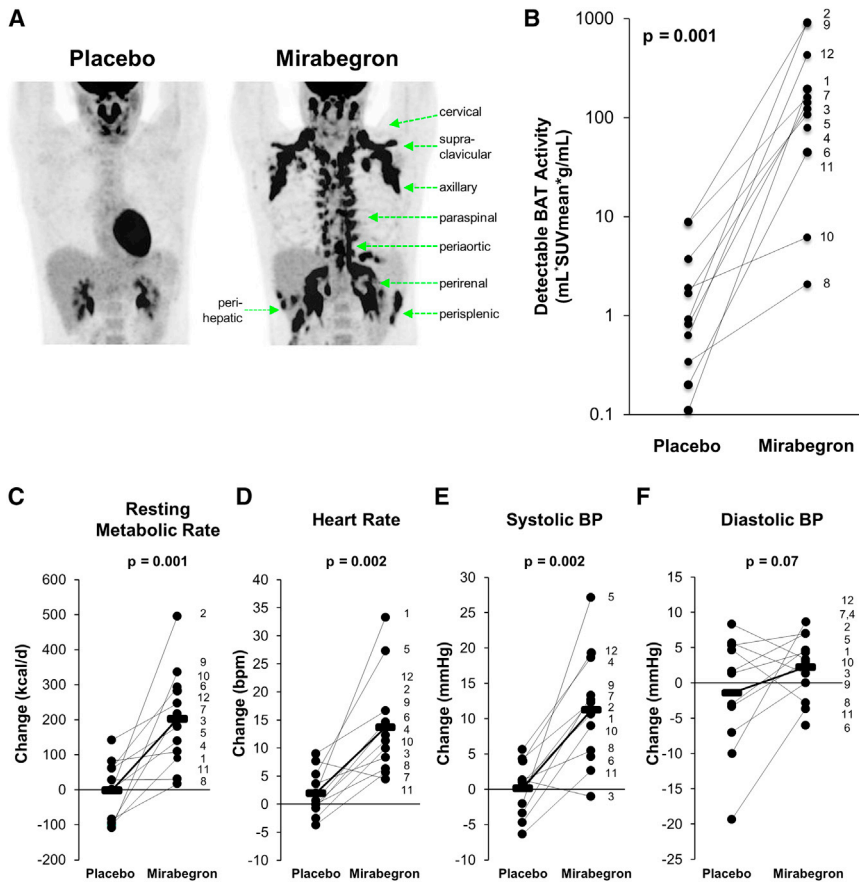 A
Placebo
Mirabegron
cervical
supra-
clavicular
axillary
paraspinal
periaortic
perirenal
perisplenic
peri-
hepatic
B
p = 0.001
Detectable BAT Activity
(mL*SUVmean*g/mL)
1000
100
10
1
0.1
2
9
12
1
7
3
5
4
6
11
10
8
Placebo
Mirabegron
C
Resting
Metabolic Rate
p = 0.001
Change (kcal/d)
600
500
400
300
200
100
0
-100
-200
2
9
10
6
12
7
3
5
4
1
11
8
Placebo
Mirabegron
D
Heart Rate
p = 0.002
Change (bpm)
40
35
30
25
20
15
10
5
0
-5
-10
1
5
12
2
9
6
4
10
3
8
7
11
Placebo
Mirabegron
E
Systolic BP
p = 0.002
Change (mmHg)
30
25
20
15
10
5
0
-5
-10
5
12
4
9
7
2
1
10
8
6
11
3
Placebo
Mirabegron
F
Diastolic BP
p = 0.07
Change (mmHg)
15
10
5
0
-5
-10
-15
-20
-25
12
7,4
2
5
1
10
3
9
8
11
6
Placebo
Mirabegron